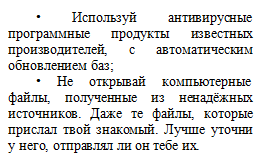 • Используй антивирусные
программные продукты известных
производителей, с автоматическим
обновлением баз;
• Не открывай компьютерные
файлы, полученные из ненадёжных
источников. Даже те файлы, которые
прислал твой знакомый. Лучше уточни
у него, отправлял ли он тебе их.